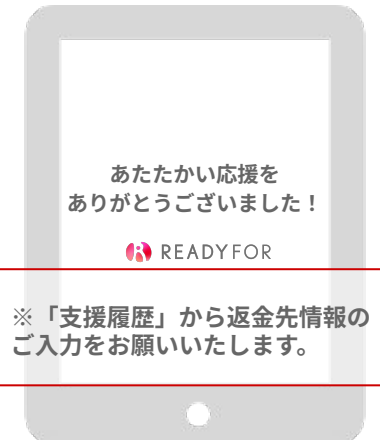 あたたかい応援を
ありがとうございました！
READYFOR
※「支援履歴」から返金先情報の
ご入力をお願いいたします。